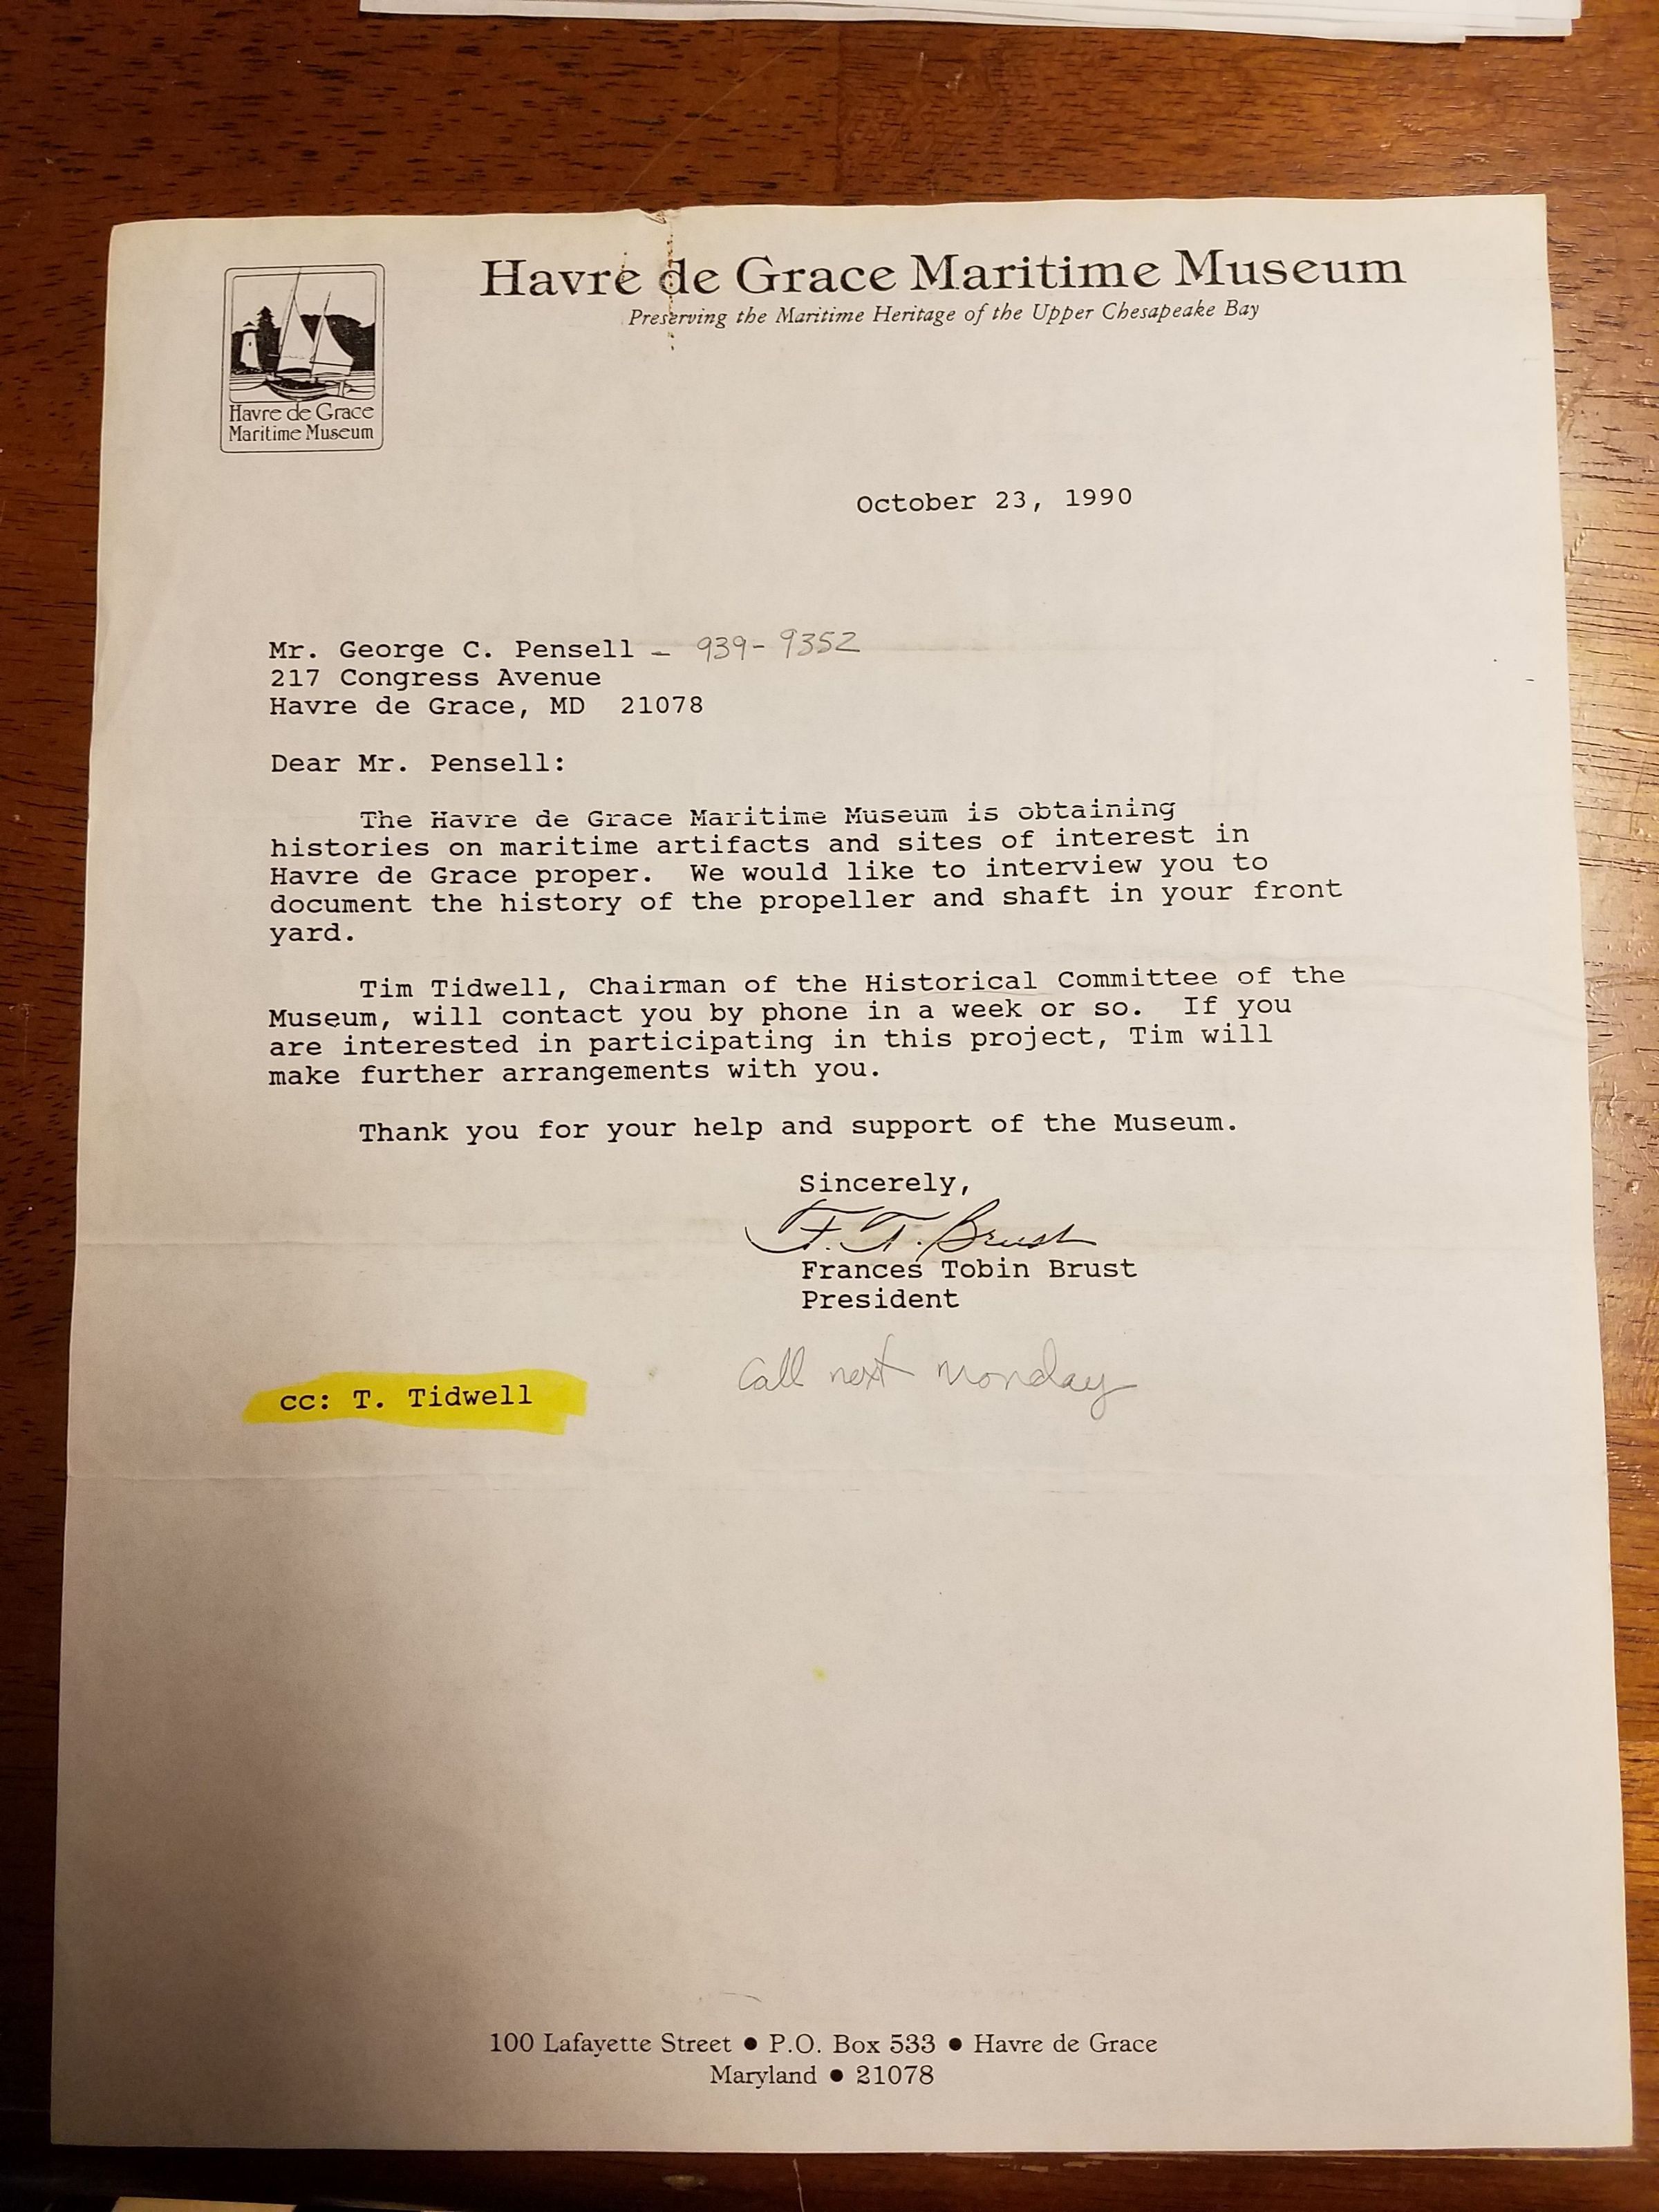 Havre de Grace Maritime Museum
Preserving the Maritime Heritage of the Upper Chesapeake Bay
Havre de Grace
Maritime Museum
October 23, 1990
Mr. George C. Pensell - 939-9352
217 Congress Avenue
Havre de Grace, MD 21078
Dear Mr. Pensell:
The Havre de Grace Maritime Museum is obtaining
histories on maritime artifacts and sites of interest in
Havre de Grace proper. We would like to interview you to
document the history of the propeller and shaft in your front
yard.
Tim Tidwell, Chairman of the Historical Committee of the
Museum, will contact you by phone in a week or so. If you
are interested in participating in this project, Tim will
make further arrangements with you.
Thank you for your help and support of the Museum.
Sincerely,
F. T. Brust
Frances Tobin Brust
President
Call next Monday
cc: T. Tidwell
100 Lafayette Street ● P.O. Box 533 ● Havre de Grace
Maryland ● 21078